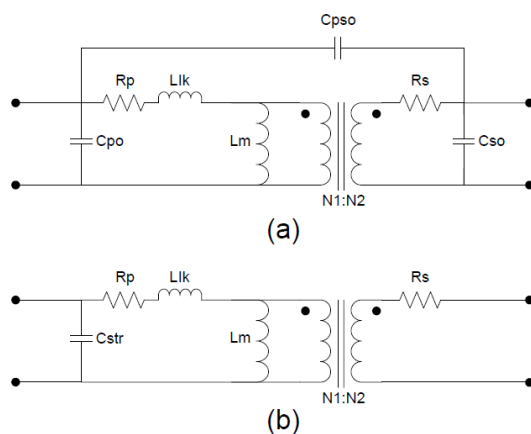 Cpso
Rp
Llk
Rs
Cpo
Lm
Cso
N1:N2
(a)
Rp
Llk
Rs
Cstr
Lm
N1:N2
(b)